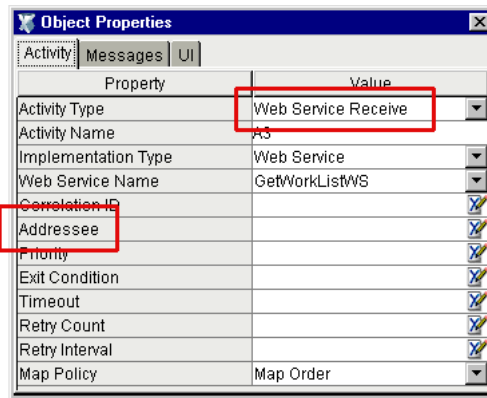 Object Properties
Activity Messages UI
Property Value
Activity Type Web Service Receive
Activity Name A3
Implementation Type Web Service
Web Service Name GetWorkListWS
Correlation ID
Addressee
Priority
Exit Condition
Timeout
Retry Count
Retry Interval
Map Policy Map Order